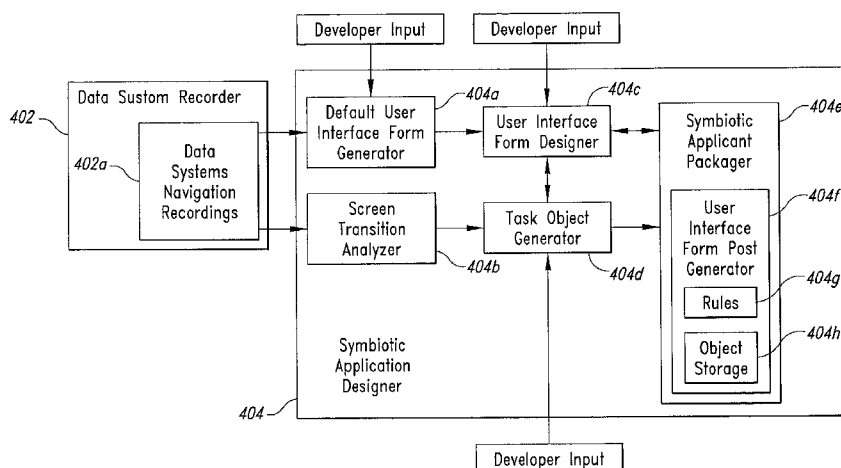 Developer Input
Developer Input
Data Sustom Recorder
402
402a
Data
Systems
Navigation
Recordings
404a
Default User
Interface Form
Generator
404c
User Interface
Form Designer
404e
Symbiotic
Applicant
Packager
Screen
Transition
Analyzer
404b
Task Object
Generator
404d
404f
User
Interface
Form Post
Generator
Rules
404g
Object
Storage
404h
Symbiotic
Application
Designer
404
Developer Input